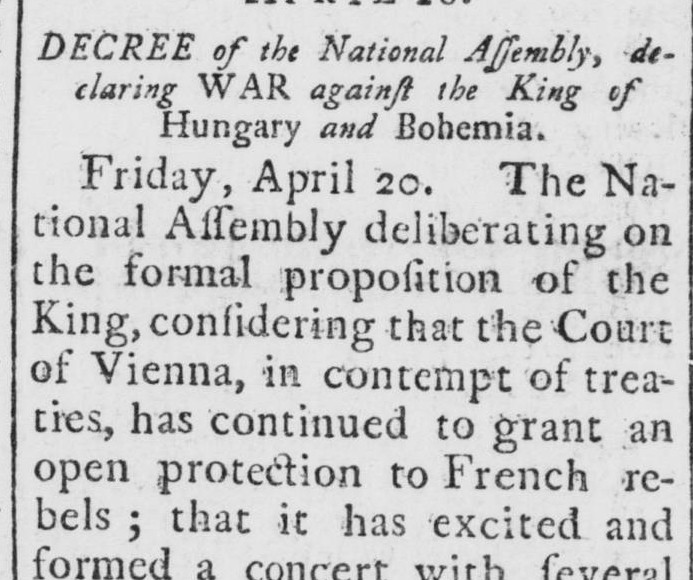 DECREE of the National Aſſembly, de-
claring WAR againſt the King of
Hungary and Bohemia.
Friday, April 20. The Na-
tional Aſſembly deliberating on
the formal propoſition of the
King, conſidering that the Court
of Vienna, in contempt of trea-
ties, has continued to grant an
open protection to French re-
bels ; that it has excited and
formed a concert with ſeveral